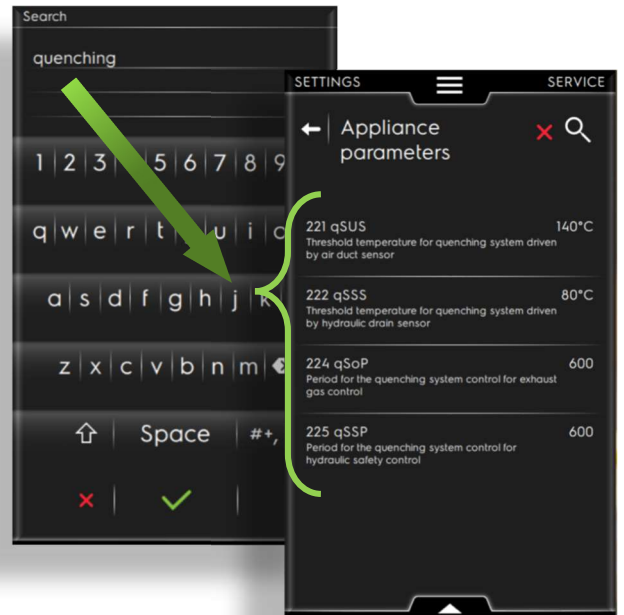 Search
quenching
1 2 3 5 6 7 8 9
q w e r t u i
a s d f g h j k
z x c v b n m
Space #+,
SETTINGS SERVICE
Appliance
parameters
221 qSUS 140°C
Threshold temperature for quenching system driven
by air duct sensor
222 qSSS 80°C
Threshold temperature for quenching system driven
by hydraulic drain sensor
224 qSoP 600
Period for the quenching system control for exhaust
gas control
225 qSSP 600
Period for the quenching system control for
hydraulic safety control